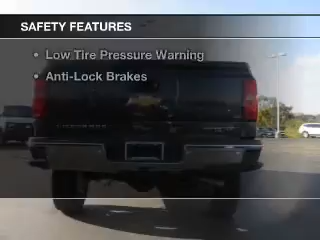 SAFETY FEATURES
• Low Tire Pressure Warning
• Anti-Lock Brakes